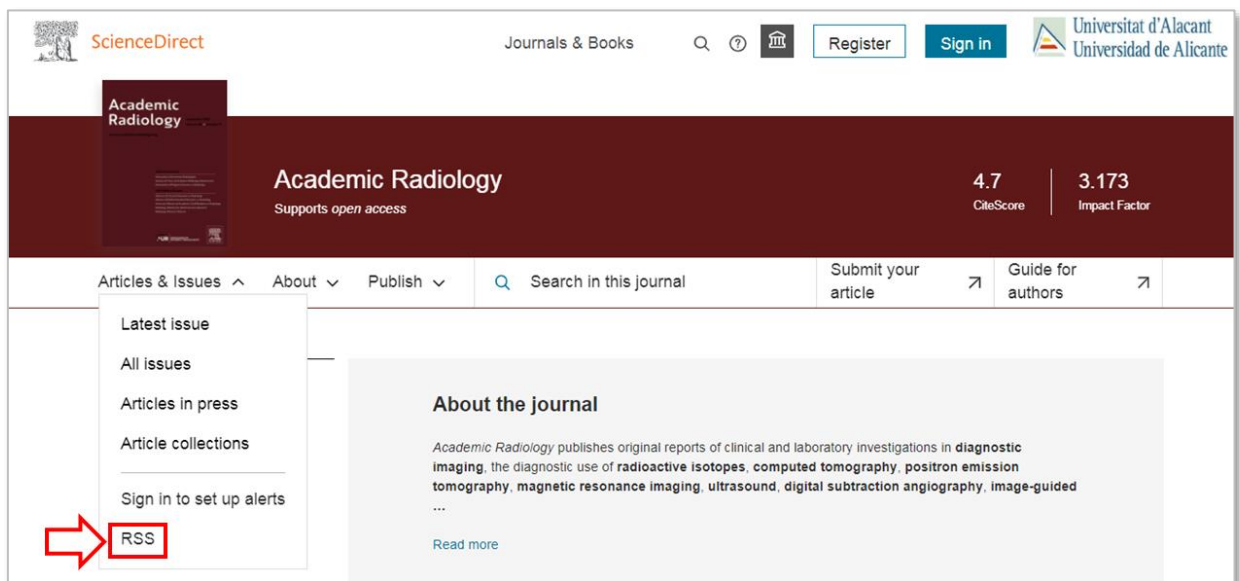 ScienceDirect
Journals & Books
Register
Sign in
Universitat d'Alacant
Universidad de Alicante
Academic
Radiology
Academic Radiology
Supports open access
4.7
CiteScore
3.173
Impact Factor
Articles & Issues
About
Publish
Search in this journal
Submit your
article
Guide for
authors
Latest issue
All issues
Articles in press
Article collections
Sign in to set up alerts
RSS
About the journal
Academic Radiology publishes original reports of clinical and laboratory investigations in diagnostic
imaging, the diagnostic use of radioactive isotopes, computed tomography, positron emission
tomography, magnetic resonance imaging, ultrasound, digital subtraction angiography, image-guided
...
Read more